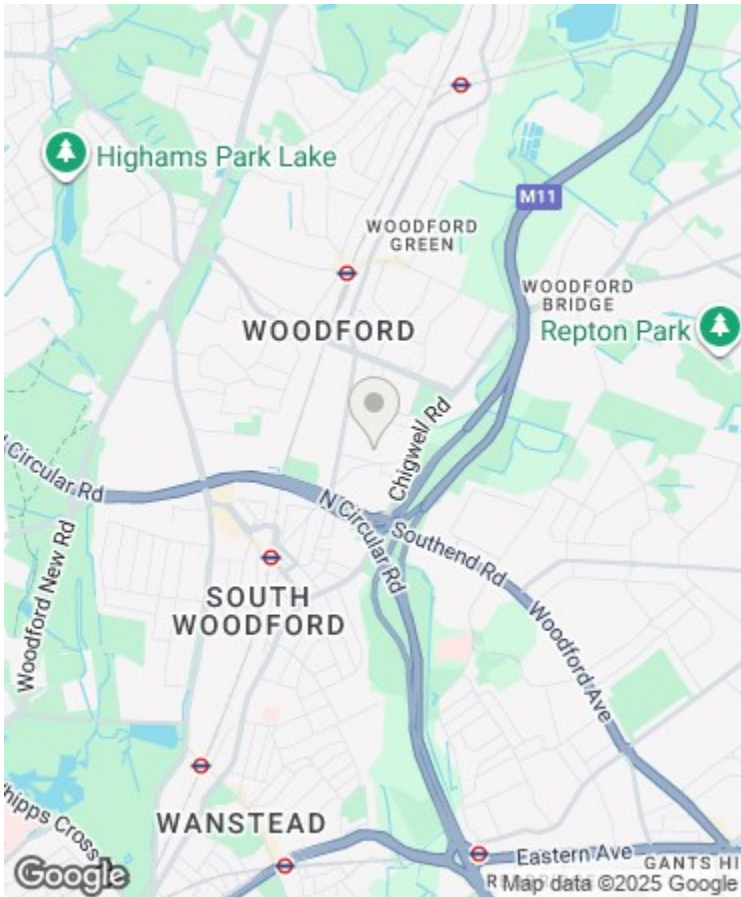 Highams Park Lake
M11
WOODFORD
GREEN
WOODFORD
BRIDGE
WOODFORD
Repton Park
Chigwell Rd
Circular Rd
N Circular Rd
Southend Rd
Woodford New Rd
SOUTH
WOODFORD
Woodford Ave
WANSTEAD
Eastern Ave
GANTS HI
Google
Map data ©2025 Google